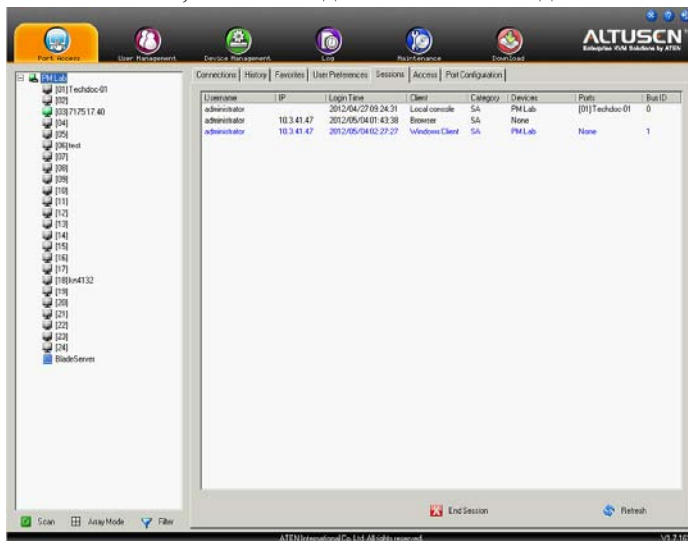 ALTUSCN
Enterprise KVM Solutions by ATEN
Port Access User Management Device Management Log Maintenance Download
Connections History Favorites User Preferences Sessions Access Port Configuration
PM Lab
[01]Techdoc-01
[02]
[03]717517.40
[04]
[05]
[06]test
[07]
[08]
[09]
[10]
[11]
[12]
[13]
[14]
[15]
[16]
[17]
[18]kn4132
[19]
[20]
[21]
[22]
[23]
[24]
BladeServer
Username IP Login Time Client Category Devices Ports Bus ID
administrator 2012/04/27 09:24:31 Local console SA PM Lab [01]Techdoc-01 0
administrator 10.3.41.47 2012/05/04 01:43:38 Browser SA None
administrator 10.3.41.47 2012/05/04 02:27:27 Windows Client SA PM Lab None 1
End Session Refresh
Scan Array Mode Filter
ATEN International Co. Ltd. All rights reserved.